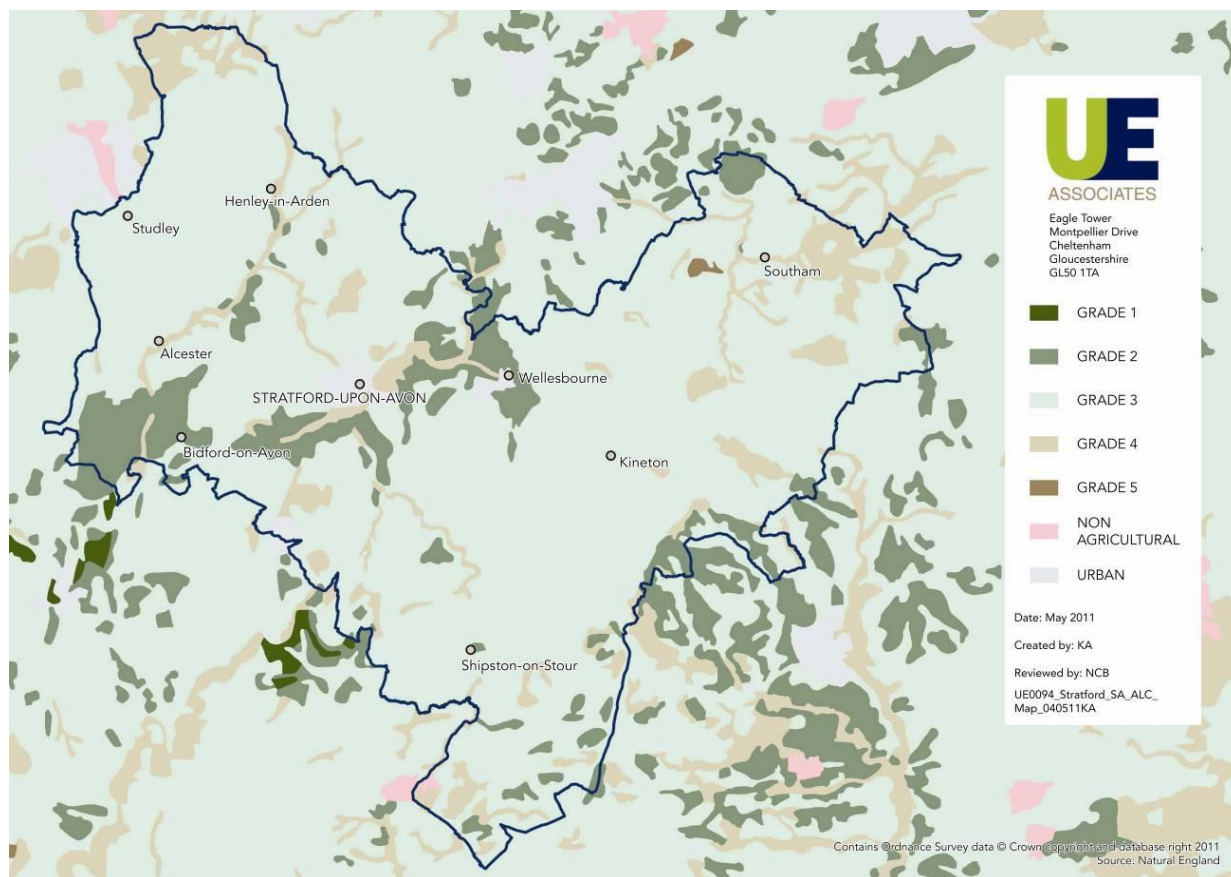 Henley-in-Arden
Studley
Southam
Alcester
Wellesbourne
STRATFORD-UPON-AVON
Bidford-on-Avon
Kineton
Shipston-on-Stour
UE
ASSOCIATES
Eagle Tower
Montpellier Drive
Cheltenham
Gloucestershire
GL50 1TA
GRADE 1
GRADE 2
GRADE 3
GRADE 4
GRADE 5
NON
AGRICULTURAL
URBAN
Date: May 2011
Created by: KA
Reviewed by: NCB
UE0094_Stratford_SA_ALC_
Map_040511KA
Contains Ordnance Survey data © Crown copyright and database right 2011
Source: Natural England